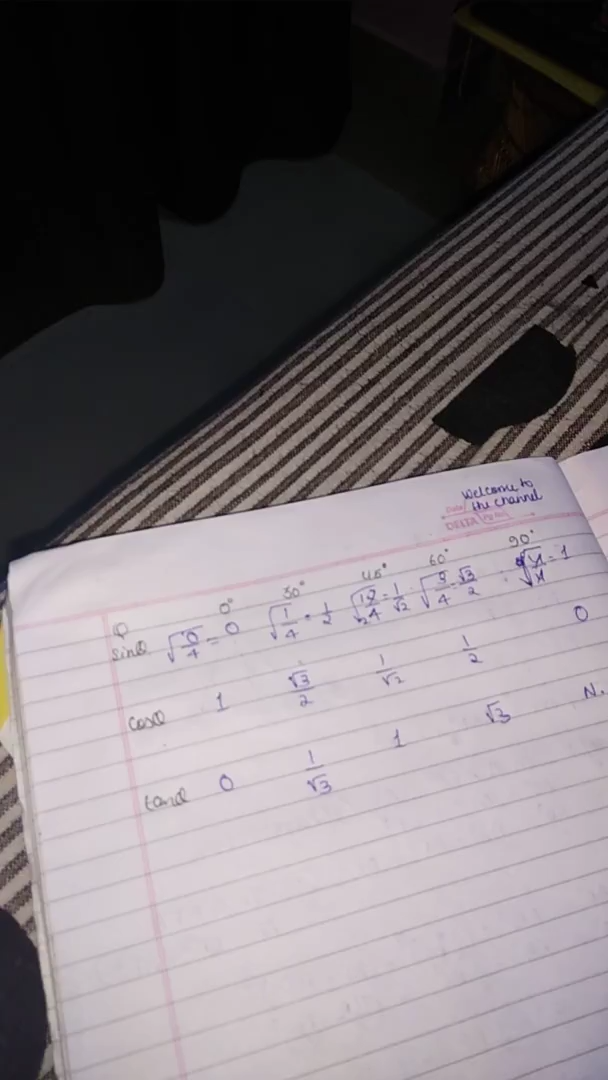 Welcome to
the channel
DELTA
θ 0° 30° 45° 60° 90°
sinθ √0/4 = 0 √1/4 = 1/2 √2/4 = 1/√2 √3/4 = √3/2 √4/4 = 1
cosθ 1 √3/2 1/√2 1/2 0
tanθ 0 1/√3 1 √3 N.